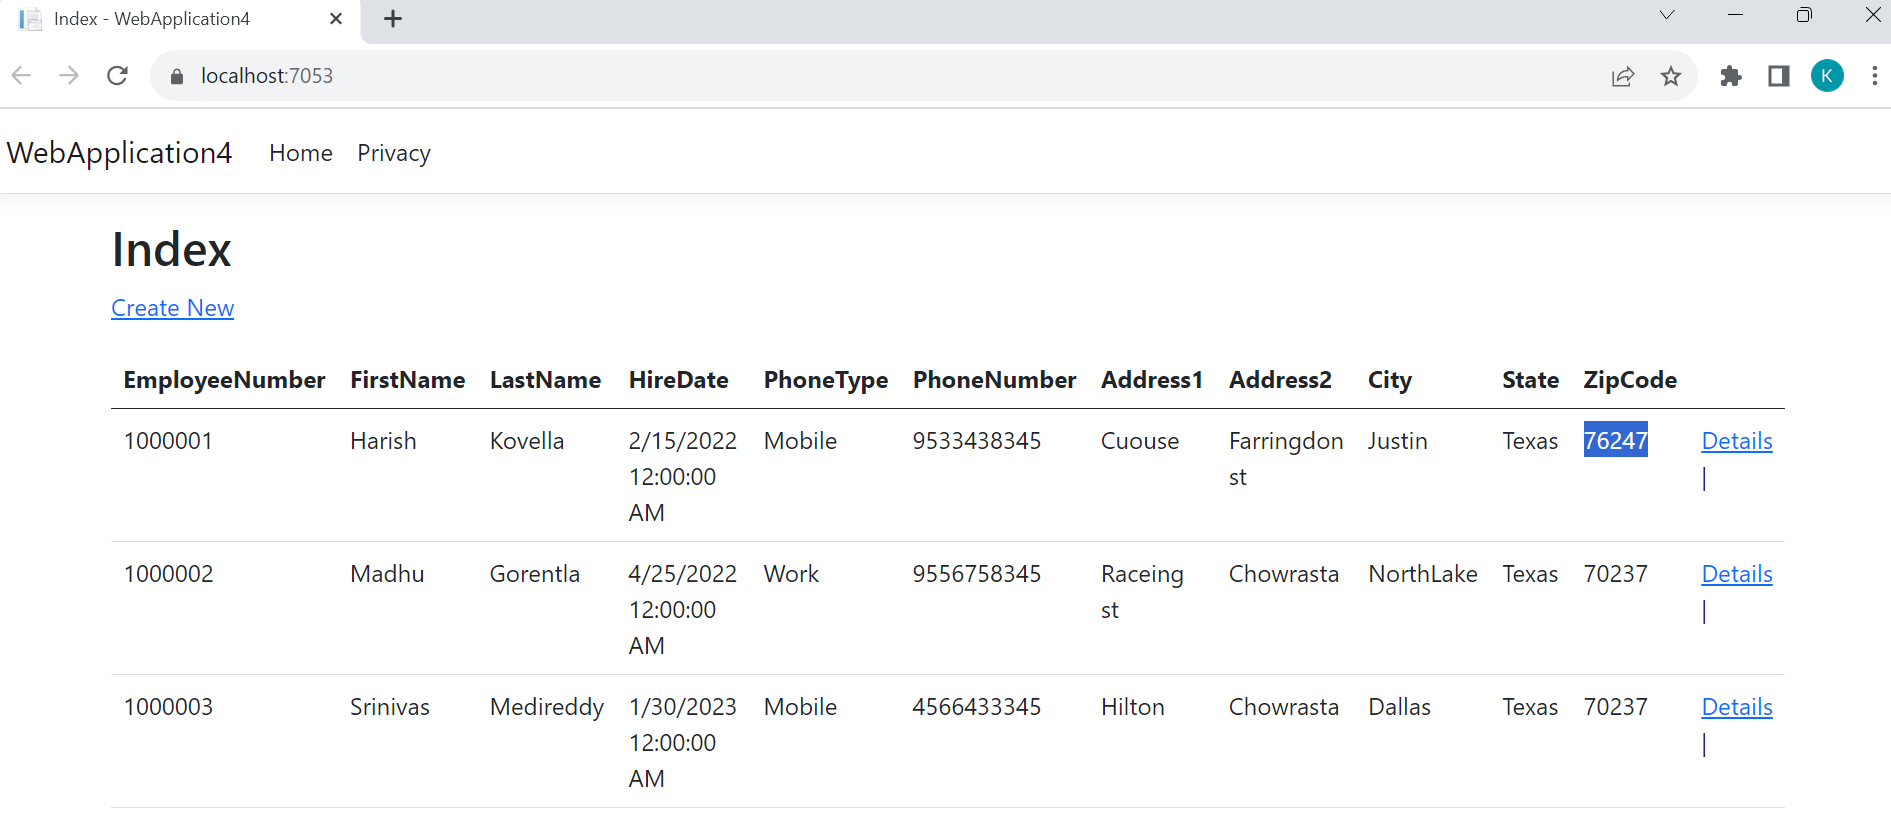 Index - WebApplication4
localhost:7053
K
WebApplication4 Home Privacy
Index
Create New
EmployeeNumber FirstName LastName HireDate PhoneType PhoneNumber Address1 Address2 City State ZipCode
1000001 Harish Kovella 2/15/2022 Mobile 9533438345 Cuouse Farringdon Justin Texas 76247 Details
12:00:00 st |
AM
1000002 Madhu Gorentla 4/25/2022 Work 9556758345 Raceing Chowrasta NorthLake Texas 70237 Details
12:00:00 st |
AM
1000003 Srinivas Medireddy 1/30/2023 Mobile 4566433345 Hilton Chowrasta Dallas Texas 70237 Details
12:00:00 |
AM